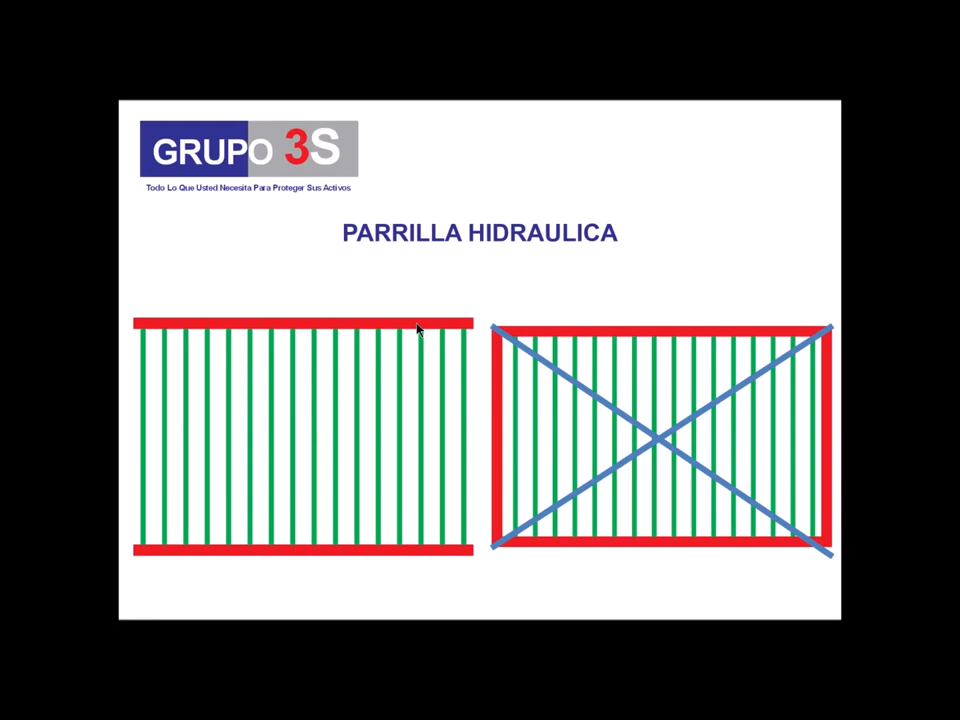 GRUPO 3S
Todo Lo Que Usted Necesita Para Proteger Sus Activos
PARRILLA HIDRAULICA